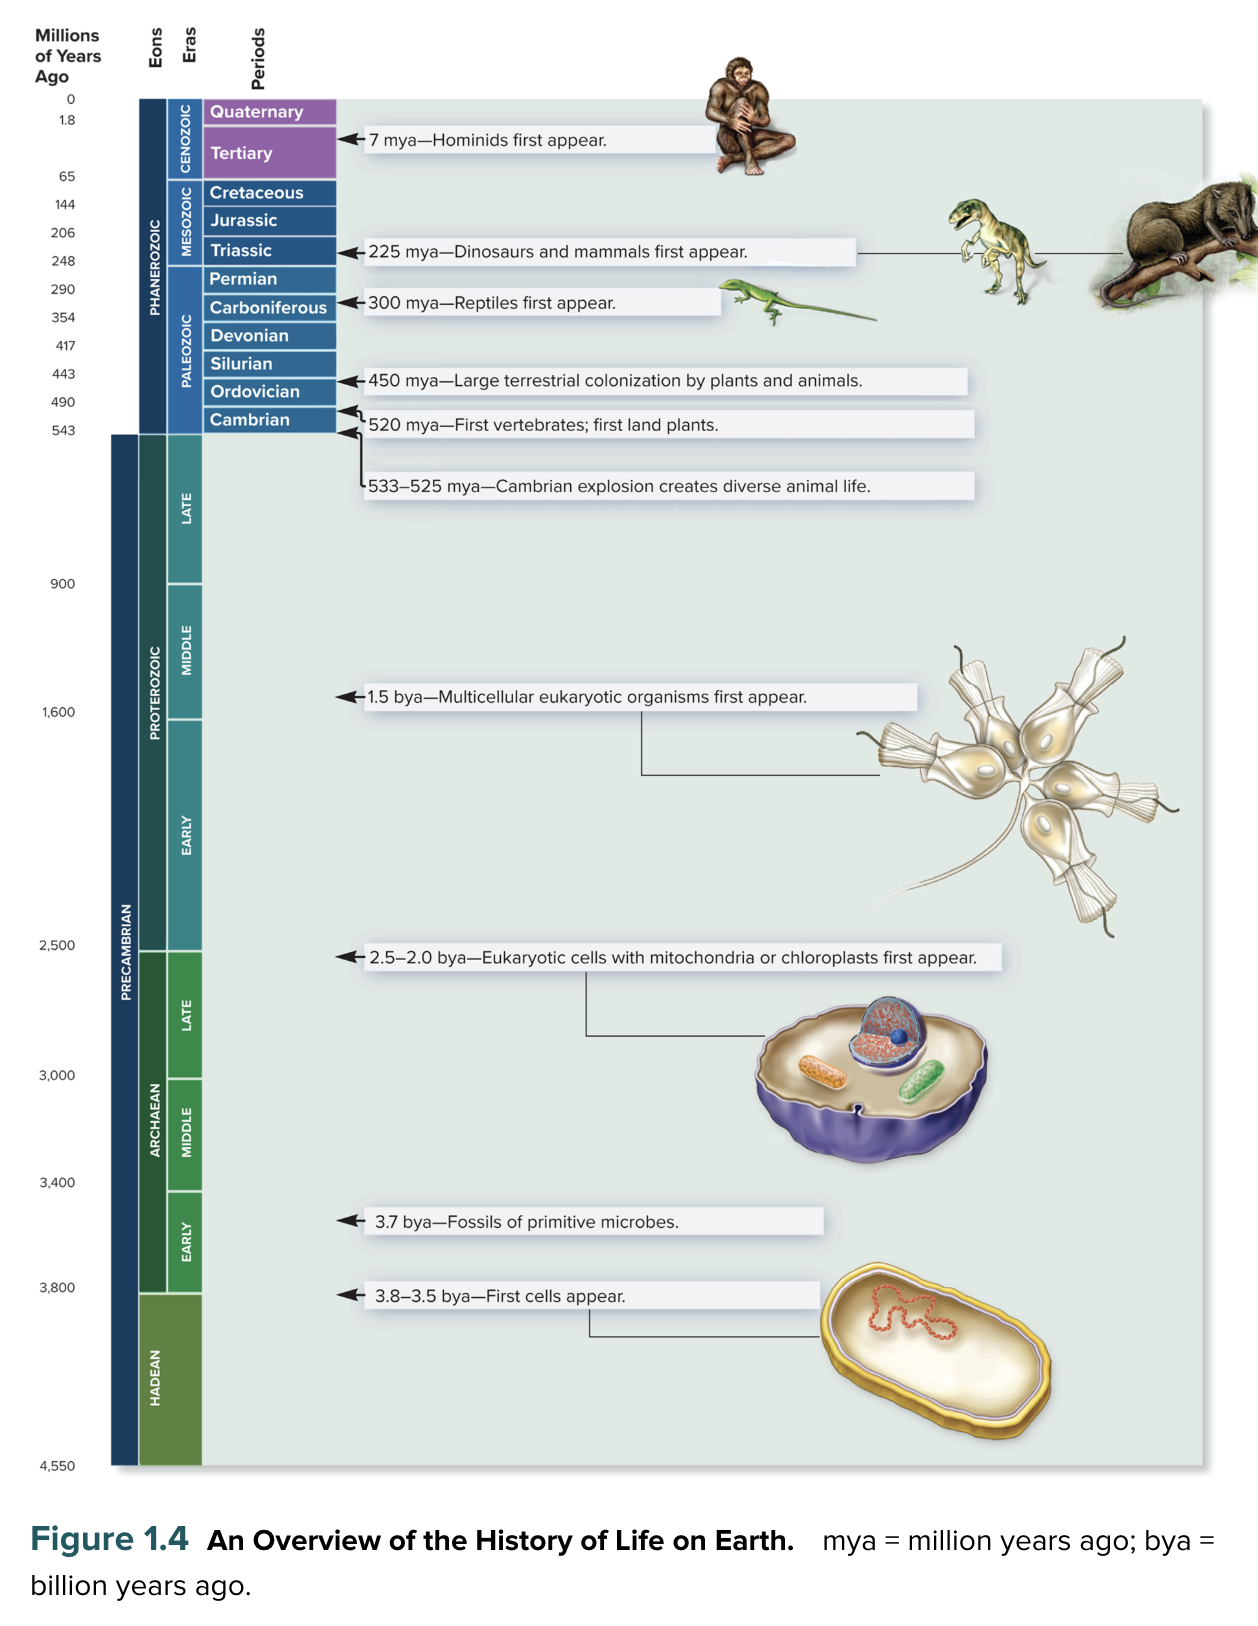 Millions
of Years
Ago
Eons
Eras
Periods
0
1.8
65
144
206
248
290
354
417
443
490
543
900
1,600
2,500
3,000
3,400
3,800
4,550
PRECAMBRIAN
PHANEROZOIC
PROTEROZOIC
ARCHAEAN
HADEAN
CENOZOIC
MESOZOIC
PALEOZOIC
LATE
MIDDLE
EARLY
LATE
MIDDLE
EARLY
Quaternary
Tertiary
Cretaceous
Jurassic
Triassic
Permian
Carboniferous
Devonian
Silurian
Ordovician
Cambrian
7 mya—Hominids first appear.
225 mya—Dinosaurs and mammals first appear.
300 mya—Reptiles first appear.
450 mya—Large terrestrial colonization by plants and animals.
520 mya—First vertebrates; first land plants.
533–525 mya—Cambrian explosion creates diverse animal life.
1.5 bya—Multicellular eukaryotic organisms first appear.
2.5–2.0 bya—Eukaryotic cells with mitochondria or chloroplasts first appear.
3.7 bya—Fossils of primitive microbes.
3.8–3.5 bya—First cells appear.
Figure 1.4 An Overview of the History of Life on Earth. mya = million years ago; bya =
billion years ago.